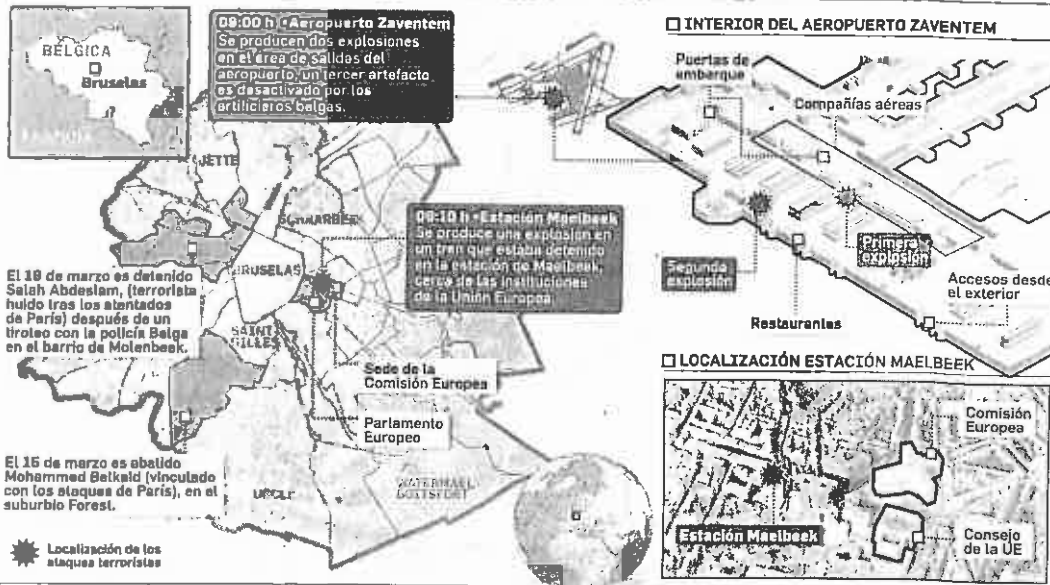 BÉLGICA
Bruselas
09:00 h •Aeropuerto Zaventem
Se producen dos explosiones
en el área de salidas del
aeropuerto, un tercer artefacto
es desactivado por los
artificieros belgas.
JETTE
BRUSELAS
SAINT
GILLES
UCCLE
09:10 h •Estación Maelbeek
Se produce una explosión en
un tren que estaba detenido
en la estación de Maelbeek,
cerca de las instituciones
de la Unión Europea
El 18 de marzo es detenido
Salah Abdeslam, (terrorista
huido tras los atentados
de París) después de un
tiroteo con la policía Belga
en el barrio de Molenbeek.
Sede de la
Comisión Europea
Parlamento
Europeo
El 15 de marzo es abatido
Mohammed Belkaid (vinculado
con los ataques de París), en el
suburbio Forest.
Localización de los
ataques terroristas
INTERIOR DEL AEROPUERTO ZAVENTEM
Puertas de
embarque
Compañías aéreas
Primera
explosión
Segunda
explosión
Restaurantes
Accesos desde
el exterior
LOCALIZACIÓN ESTACIÓN MAELBEEK
Comisión
Europea
Estación Maelbeek
Consejo
de la UE